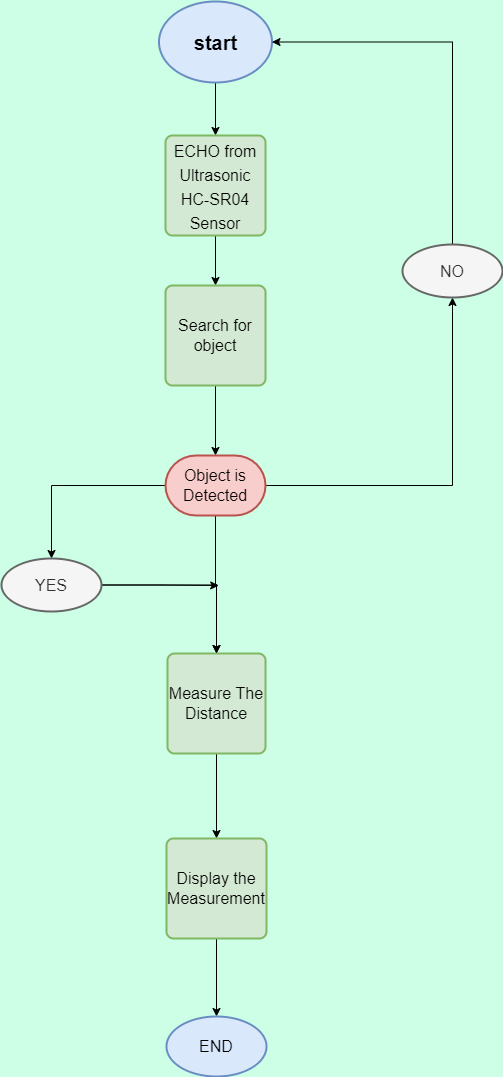 start
ECHO from
Ultrasonic
HC-SR04
Sensor
NO
Search for
object
Object is
Detected
YES
Measure The
Distance
Display the
Measurement
END